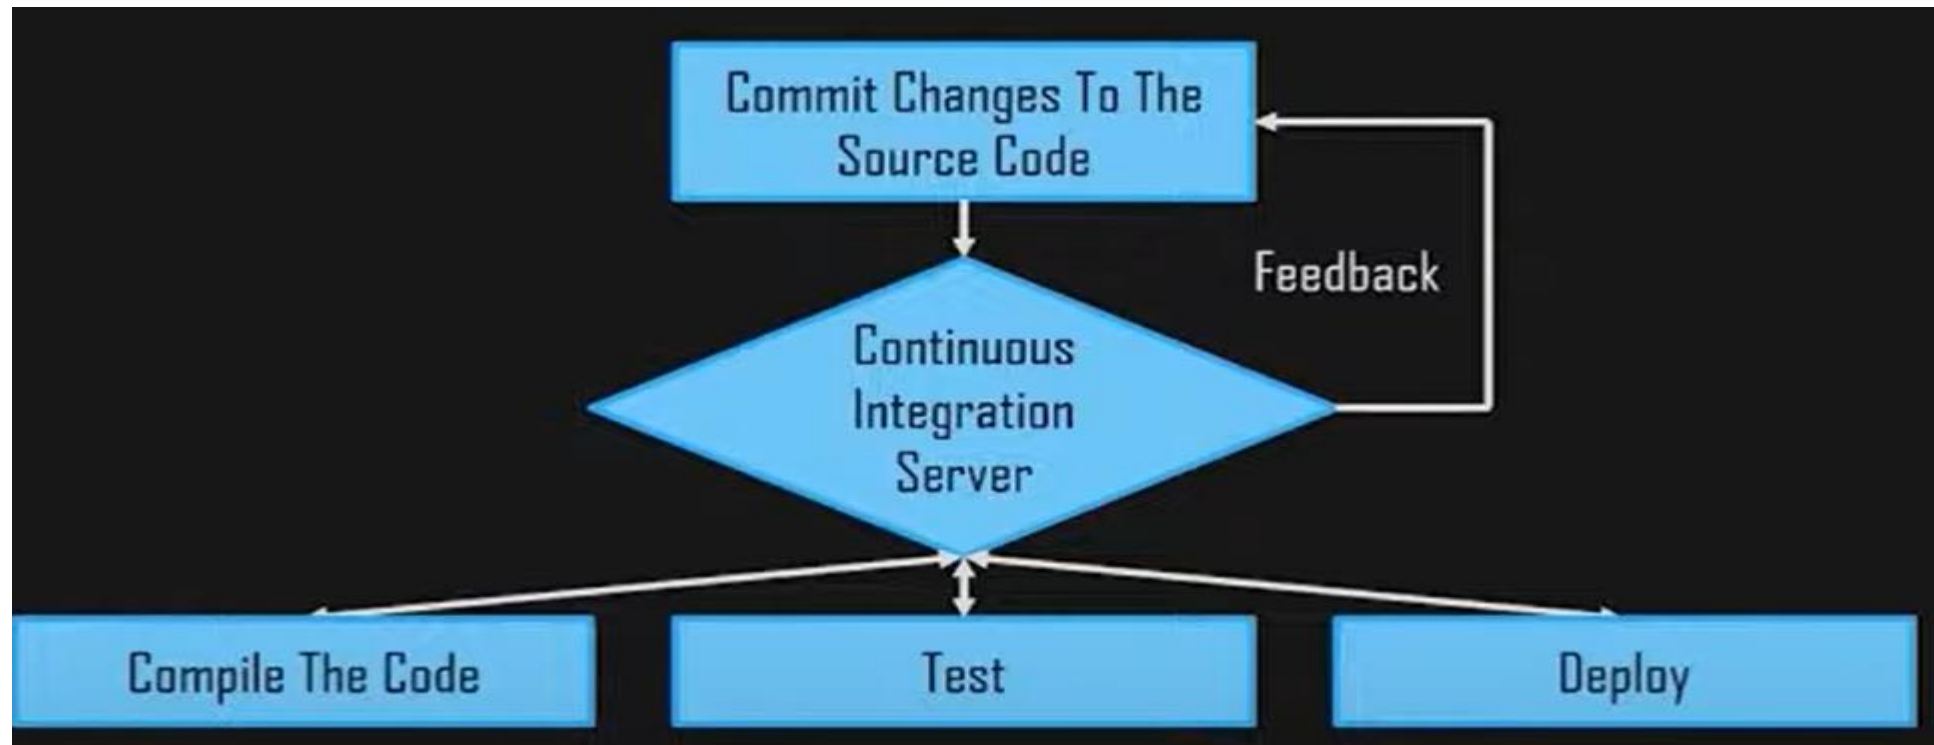 Commit Changes To The
Source Code
Feedback
Continuous
Integration
Server
Compile The Code
Test
Deploy